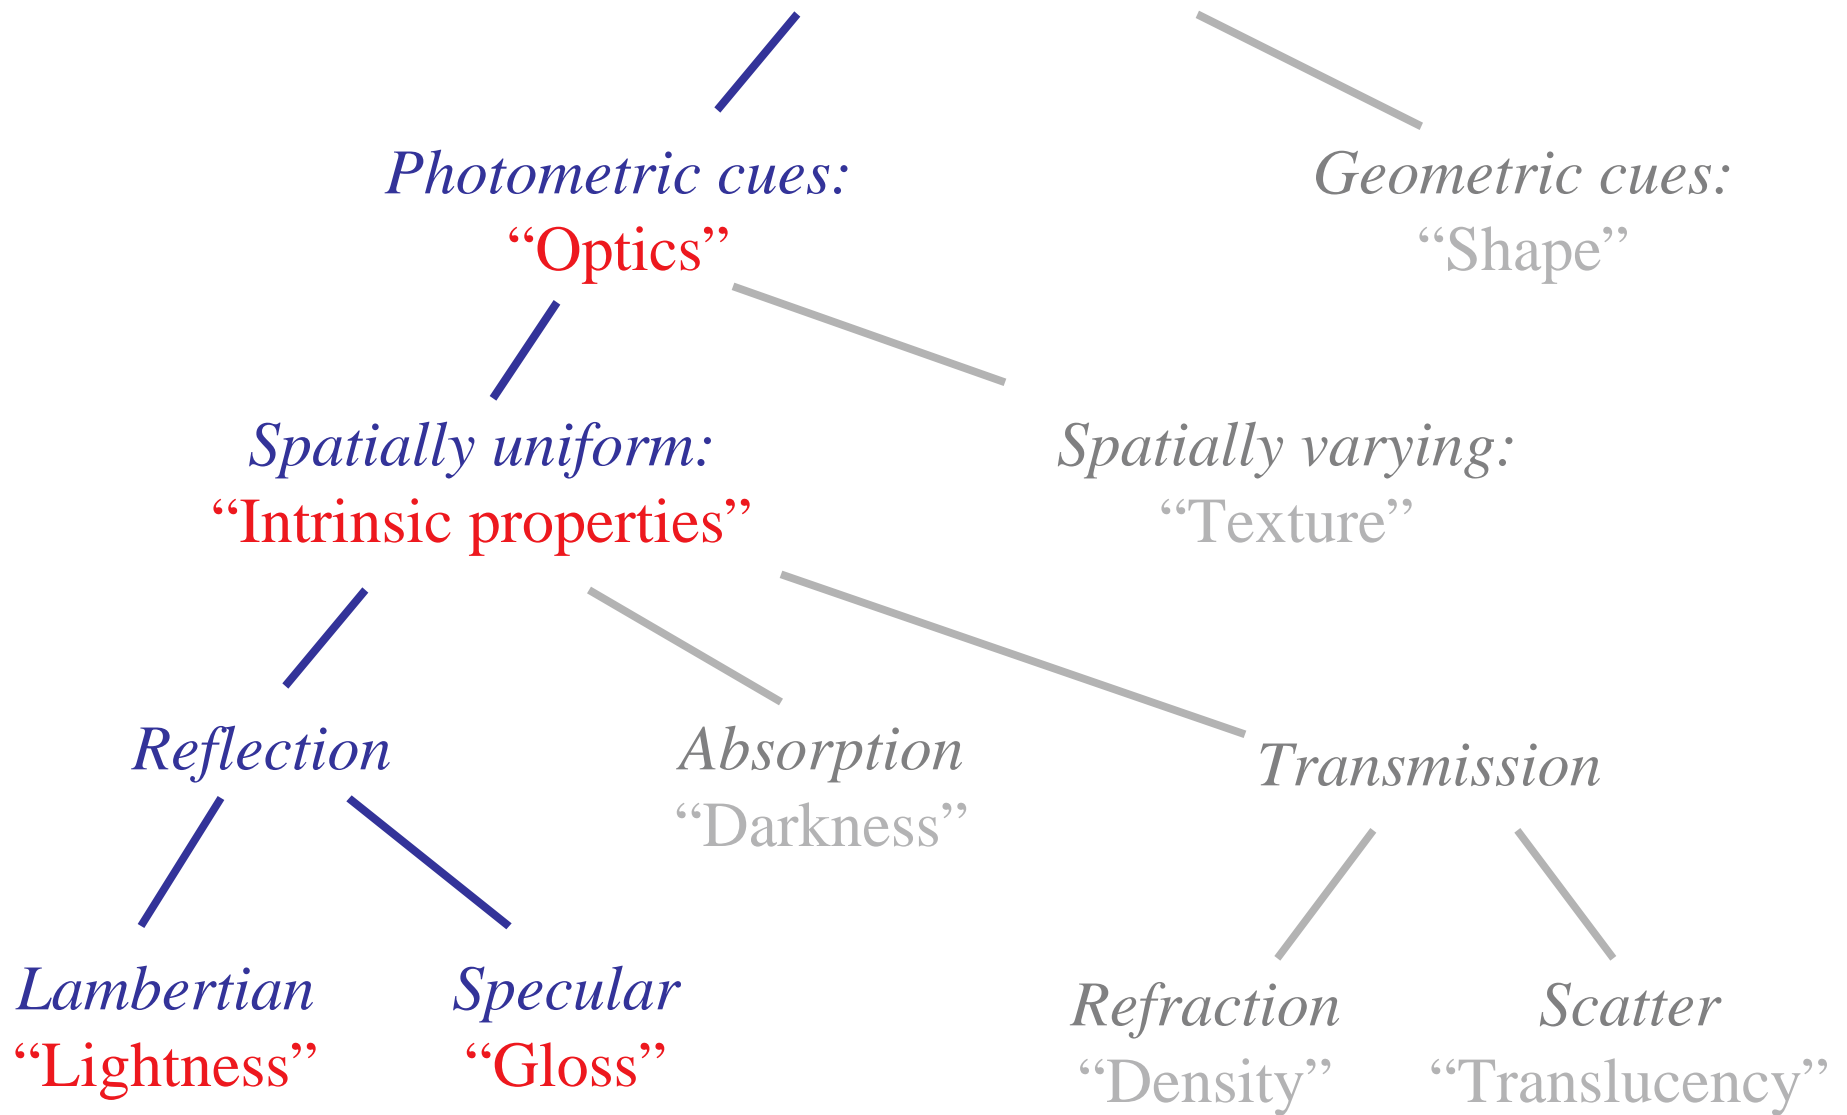 Photometric cues:
“Optics”
Geometric cues:
“Shape”
Spatially uniform:
“Intrinsic properties”
Spatially varying:
“Texture”
Reflection
Absorption
“Darkness”
Transmission
Lambertian
“Lightness”
Specular
“Gloss”
Refraction
“Density”
Scatter
“Translucency”